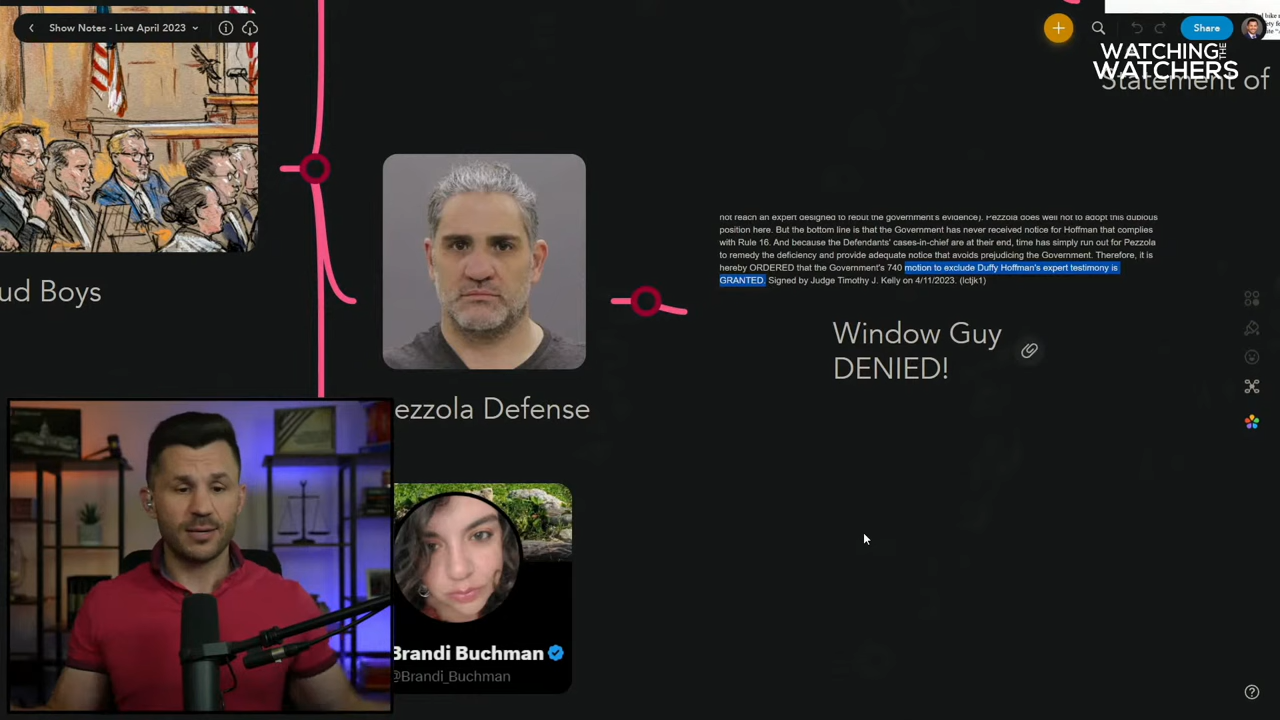 Show Notes - Live April 2023
Share
WATCHING THE WATCHERS
Statement of
not reach an expert designed to rebut the government's evidence). Pezzola does well not to adopt this dubious
position here. But the bottom line is that the Government has never received notice for Hoffman that complies
with Rule 16. And because the Defendants' cases-in-chief are at their end, time has simply run out for Pezzola
to remedy the deficiency and provide adequate notice that avoids prejudicing the Government. Therefore, it is
hereby ORDERED that the Government's 740 motion to exclude Duffy Hoffman's expert testimony is
GRANTED. Signed by Judge Timothy J. Kelly on 4/11/2023. (lctjk1)
ud Boys
Window Guy
DENIED!
ezzola Defense
Brandi Buchman
@Brandi_Buchman